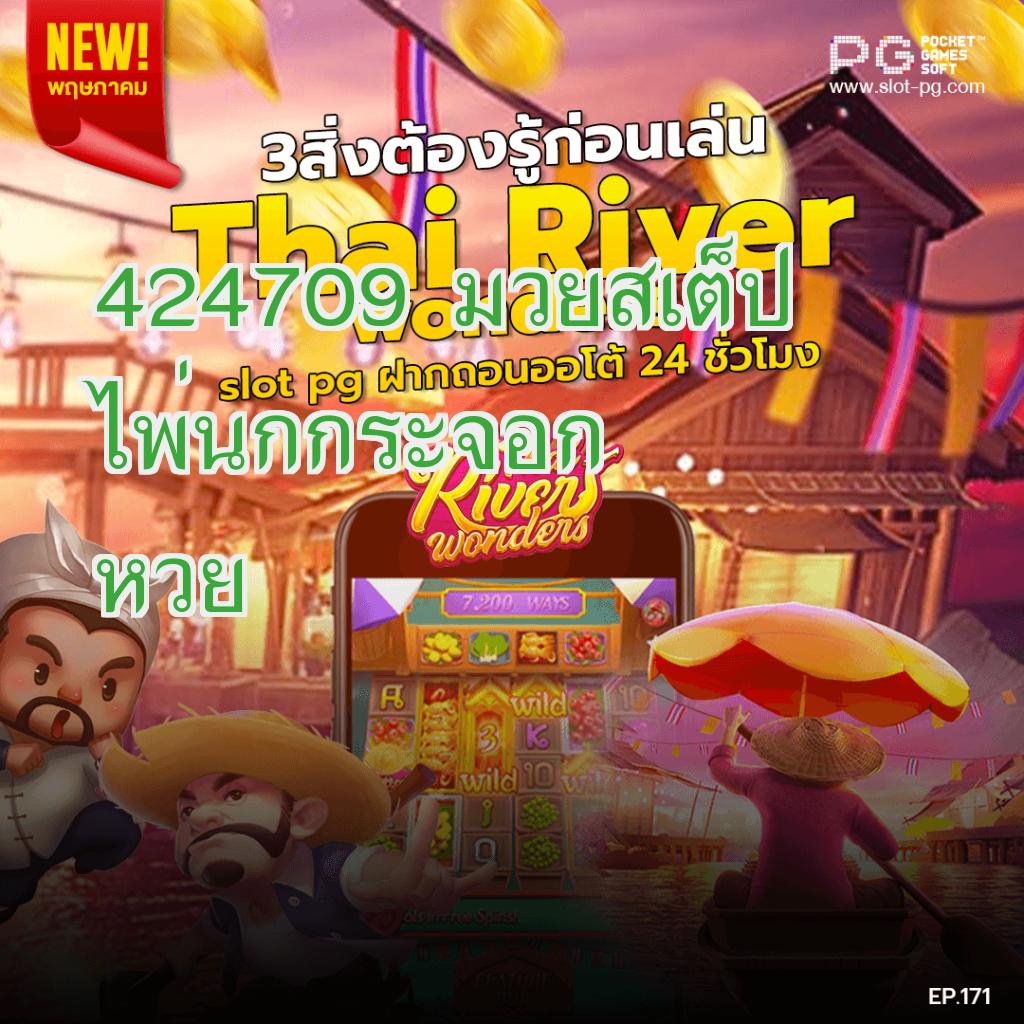 NEW!
พฤษภาคม
PG POCKET GAMES SOFT™
www.slot-pg.com
3สิ่งต้องรู้ก่อนเล่น
Thai River
424709 มวยสเต็ป
slot pg ฝากถอนออโต้ 24 ชั่วโมง
ไพ่นกกระจอก
River
wonders
หวย
7,200 WAYS
A
wild
3
K
10
wild
10
J
Q
EP.171